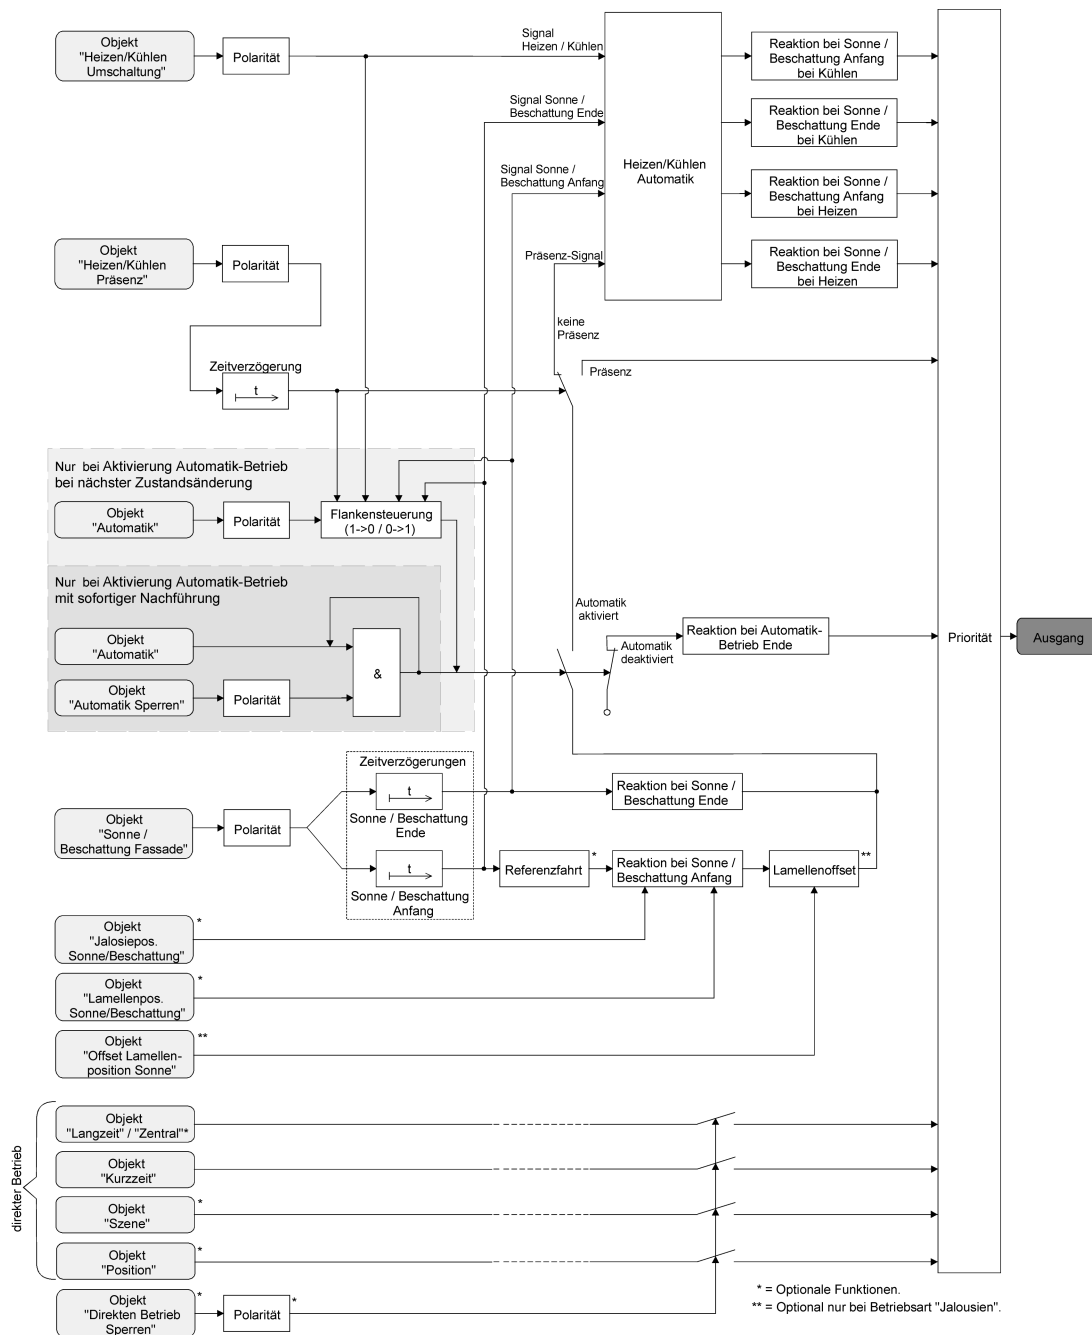 Objekt
"Heizen/Kühlen
Umschaltung"
Polarität
Signal
Heizen / Kühlen
Reaktion bei Sonne /
Beschattung Anfang
bei Kühlen
Signal Sonne /
Beschattung Ende
Reaktion bei Sonne /
Beschattung Ende
bei Kühlen
Heizen/Kühlen
Automatik
Signal Sonne /
Beschattung Anfang
Reaktion bei Sonne /
Beschattung Anfang
bei Heizen
Objekt
"Heizen/Kühlen
Präsenz"
Polarität
Präsenz-Signal
Reaktion bei Sonne /
Beschattung Ende
bei Heizen
keine
Präsenz
Präsenz
Zeitverzögerung
t
Nur bei Aktivierung Automatik-Betrieb
bei nächster Zustandsänderung
Objekt
"Automatik"
Polarität
Flankensteuerung
(1->0 / 0->1)
Nur bei Aktivierung Automatik-Betrieb
mit sofortiger Nachführung
Objekt
"Automatik"
Objekt
"Automatik Sperren"
Polarität
&
Automatik
aktiviert
Automatik
deaktiviert
Reaktion bei Automatik-
Betrieb Ende
Priorität
Ausgang
Zeitverzögerungen
t
Sonne / Beschattung
Ende
Reaktion bei Sonne /
Beschattung Ende
Objekt
"Sonne /
Beschattung Fassade"
Polarität
t
Sonne / Beschattung
Anfang
Referenzfahrt
*
Reaktion bei Sonne /
Beschattung Anfang
Lamellenoffset
**
Objekt
"Jalosiepos.
Sonne/Beschattung"
*
Objekt
"Lamellenpos.
Sonne/Beschattung"
*
Objekt
"Offset Lamellen-
position Sonne"
**
direkter Betrieb
Objekt
"Langzeit" / "Zentral"*
Objekt
"Kurzzeit"
Objekt
"Szene"
*
Objekt
"Position"
*
Objekt
"Direkten Betrieb
Sperren"
*
Polarität
*
* = Optionale Funktionen.
** = Optional nur bei Betriebsart "Jalousien".